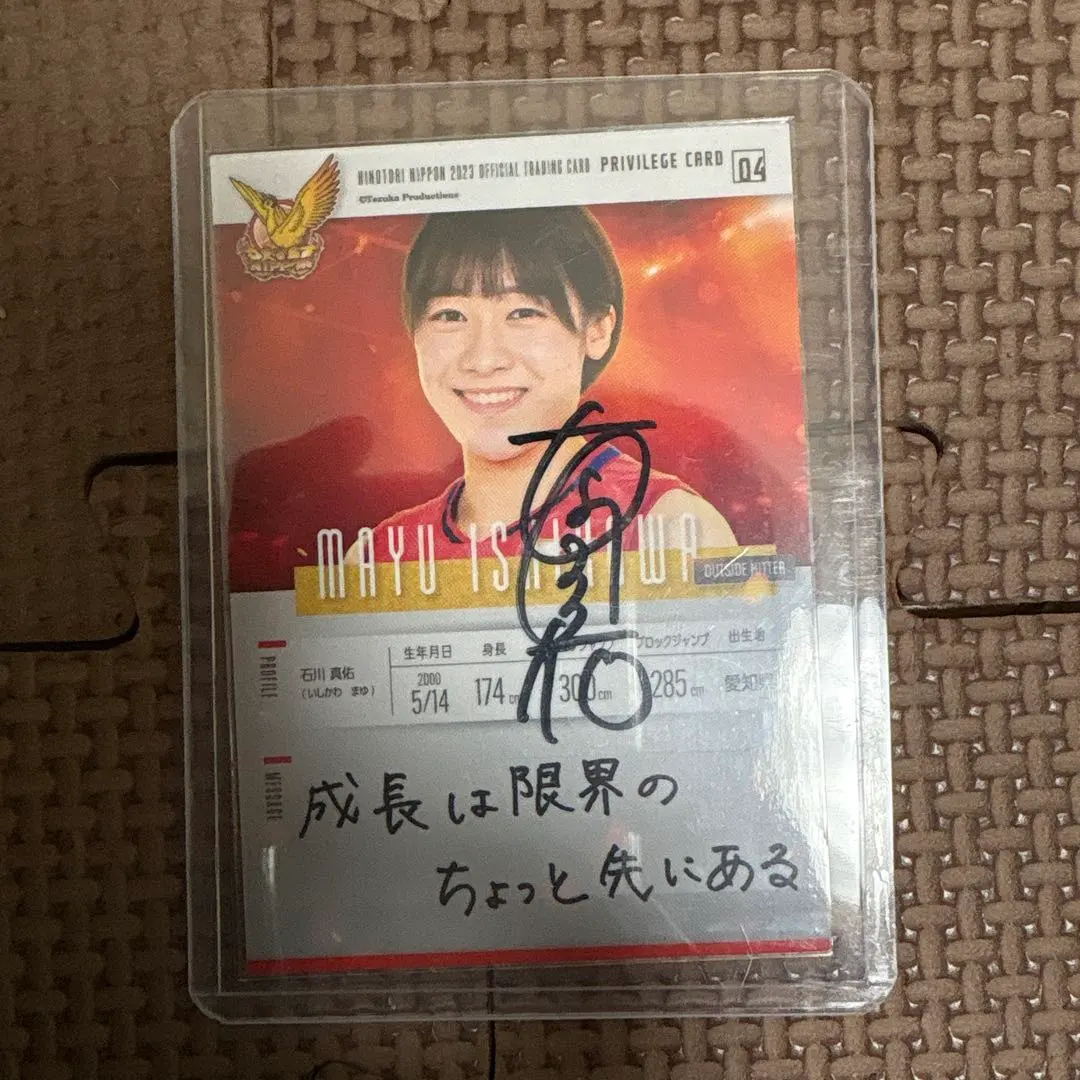 HINOTORI NIPPON 2023 OFFICIAL TRADING CARD PRIVILEGE CARD 04
©Tezuka Productions
MAYU ISHIKAWA
OUTSIDE HITTER
PROFILE
石川 真佑
(いしかわ まゆ)
生年月日 身長 ブロックジャンプ 出生地
2000
5/14 174cm 300cm 285cm 愛知県
MESSAGE
成長は限界の
ちょっと先にある